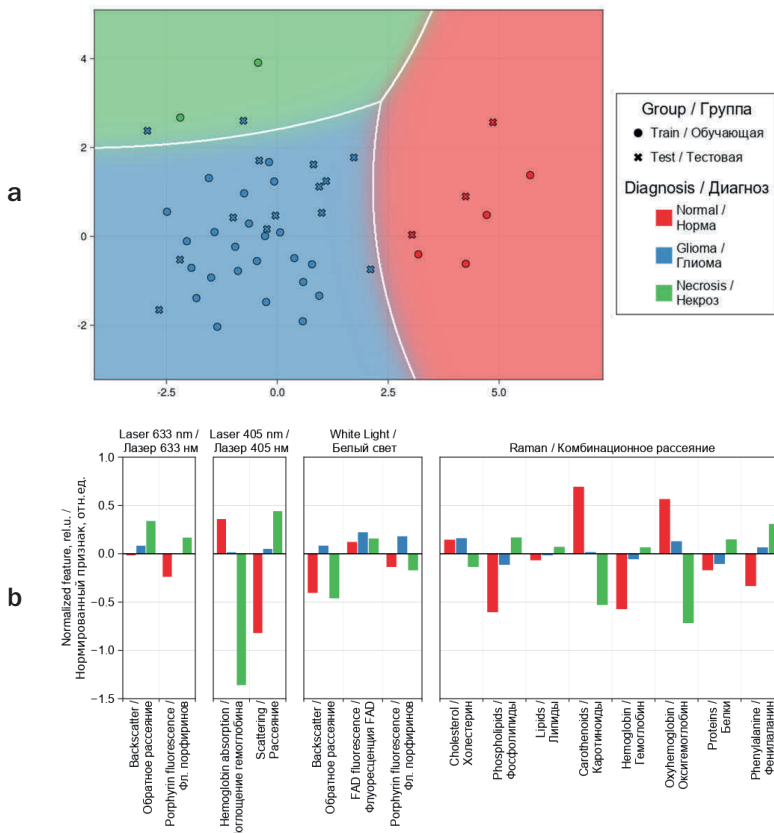 a
4
2
0
-2
-2.5
0.0
2.5
5.0
Group / Группа
Train / Обучающая
Test / Тестовая
Diagnosis / Диагноз
Normal /
Норма
Glioma /
Глиома
Necrosis /
Некроз
b
Normalized feature, rel.u. /
Нормированный признак, отн.ед.
1.0
0.5
0.0
−0.5
−1.0
−1.5
Laser 633 nm /
Лазер 633 нм
Laser 405 nm /
Лазер 405 нм
White Light /
Белый свет
Raman / Комбинационное рассеяние
Backscatter /
Обратное рассеяние
Porphyrin fluorescence /
Фл. порфиринов
Hemoglobin absorption /
оглощение гемоглобина
Scattering /
Рассеяние
Backscatter /
Обратное рассеяние
FAD fluorescence /
Флуоресценция FAD
Porphyrin fluorescence /
Фл. порфиринов
Cholesterol /
Холестерин
Phospholipids /
Фосфолипиды
Lipids /
Липиды
Carothenoids /
Каротиноиды
Hemoglobin /
Гемоглобин
Oxyhemoglobin /
Оксигемоглобин
Proteins /
Белки
Phenylalanine /
Фенилаланин